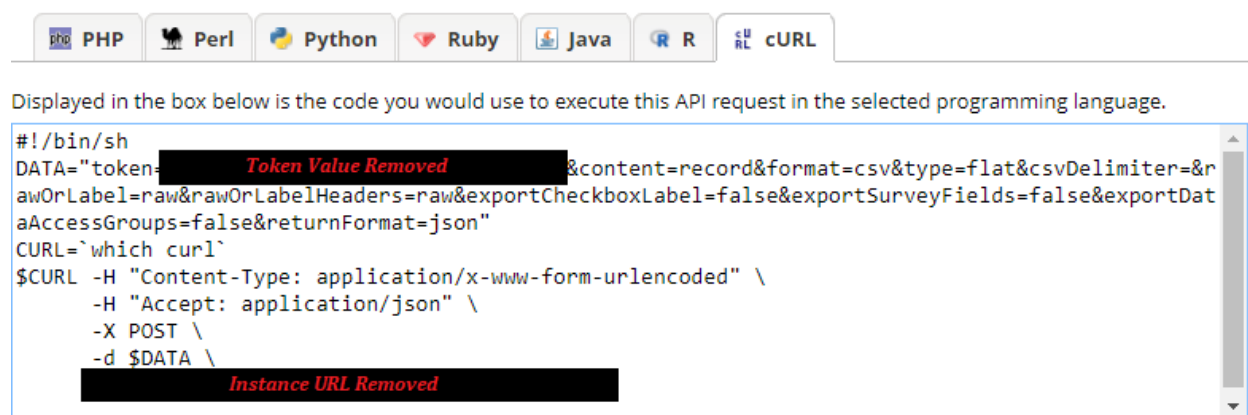 php PHP Perl Python Ruby Java R R cURL cURL
Displayed in the box below is the code you would use to execute this API request in the selected programming language.
#!/bin/sh
DATA="token=Token Value Removed&content=record&format=csv&type=flat&csvDelimiter=&r
awOrLabel=raw&rawOrLabelHeaders=raw&exportCheckboxLabel=false&exportSurveyFields=false&exportDat
aAccessGroups=false&returnFormat=json"
CURL=`which curl`
$CURL -H "Content-Type: application/x-www-form-urlencoded" \
-H "Accept: application/json" \
-X POST \
-d $DATA \
Instance URL Removed